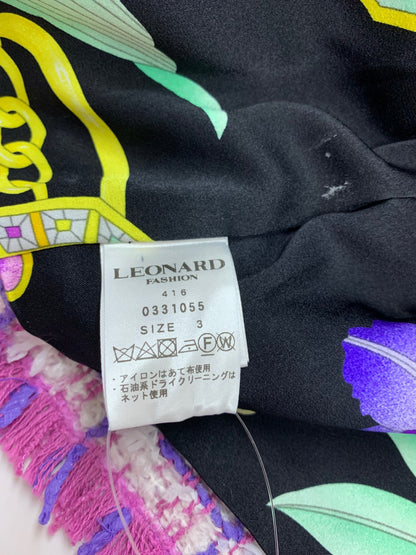 LEONARD
FASHION
416
0331055
SIZE 3
F W
・アイロンはあて布使用
・石油系ドライクリーニングは
ネット使用